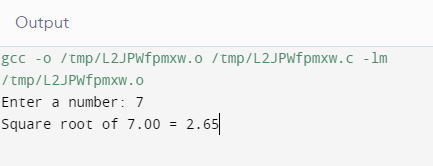 Output
gcc -o /tmp/L2JPWfpmxw.o /tmp/L2JPWfpmxw.c -lm
/tmp/L2JPWfpmxw.o
Enter a number: 7
Square root of 7.00 = 2.65